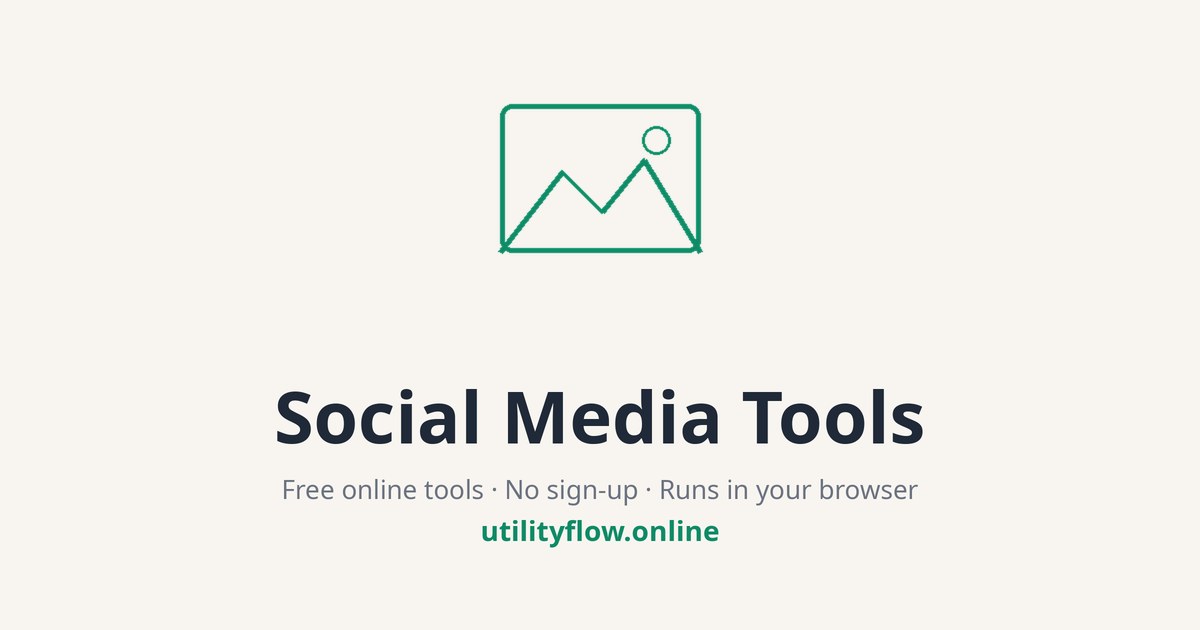 Social Media Tools
Free online tools · No sign-up · Runs in your browser
utilityflow.online